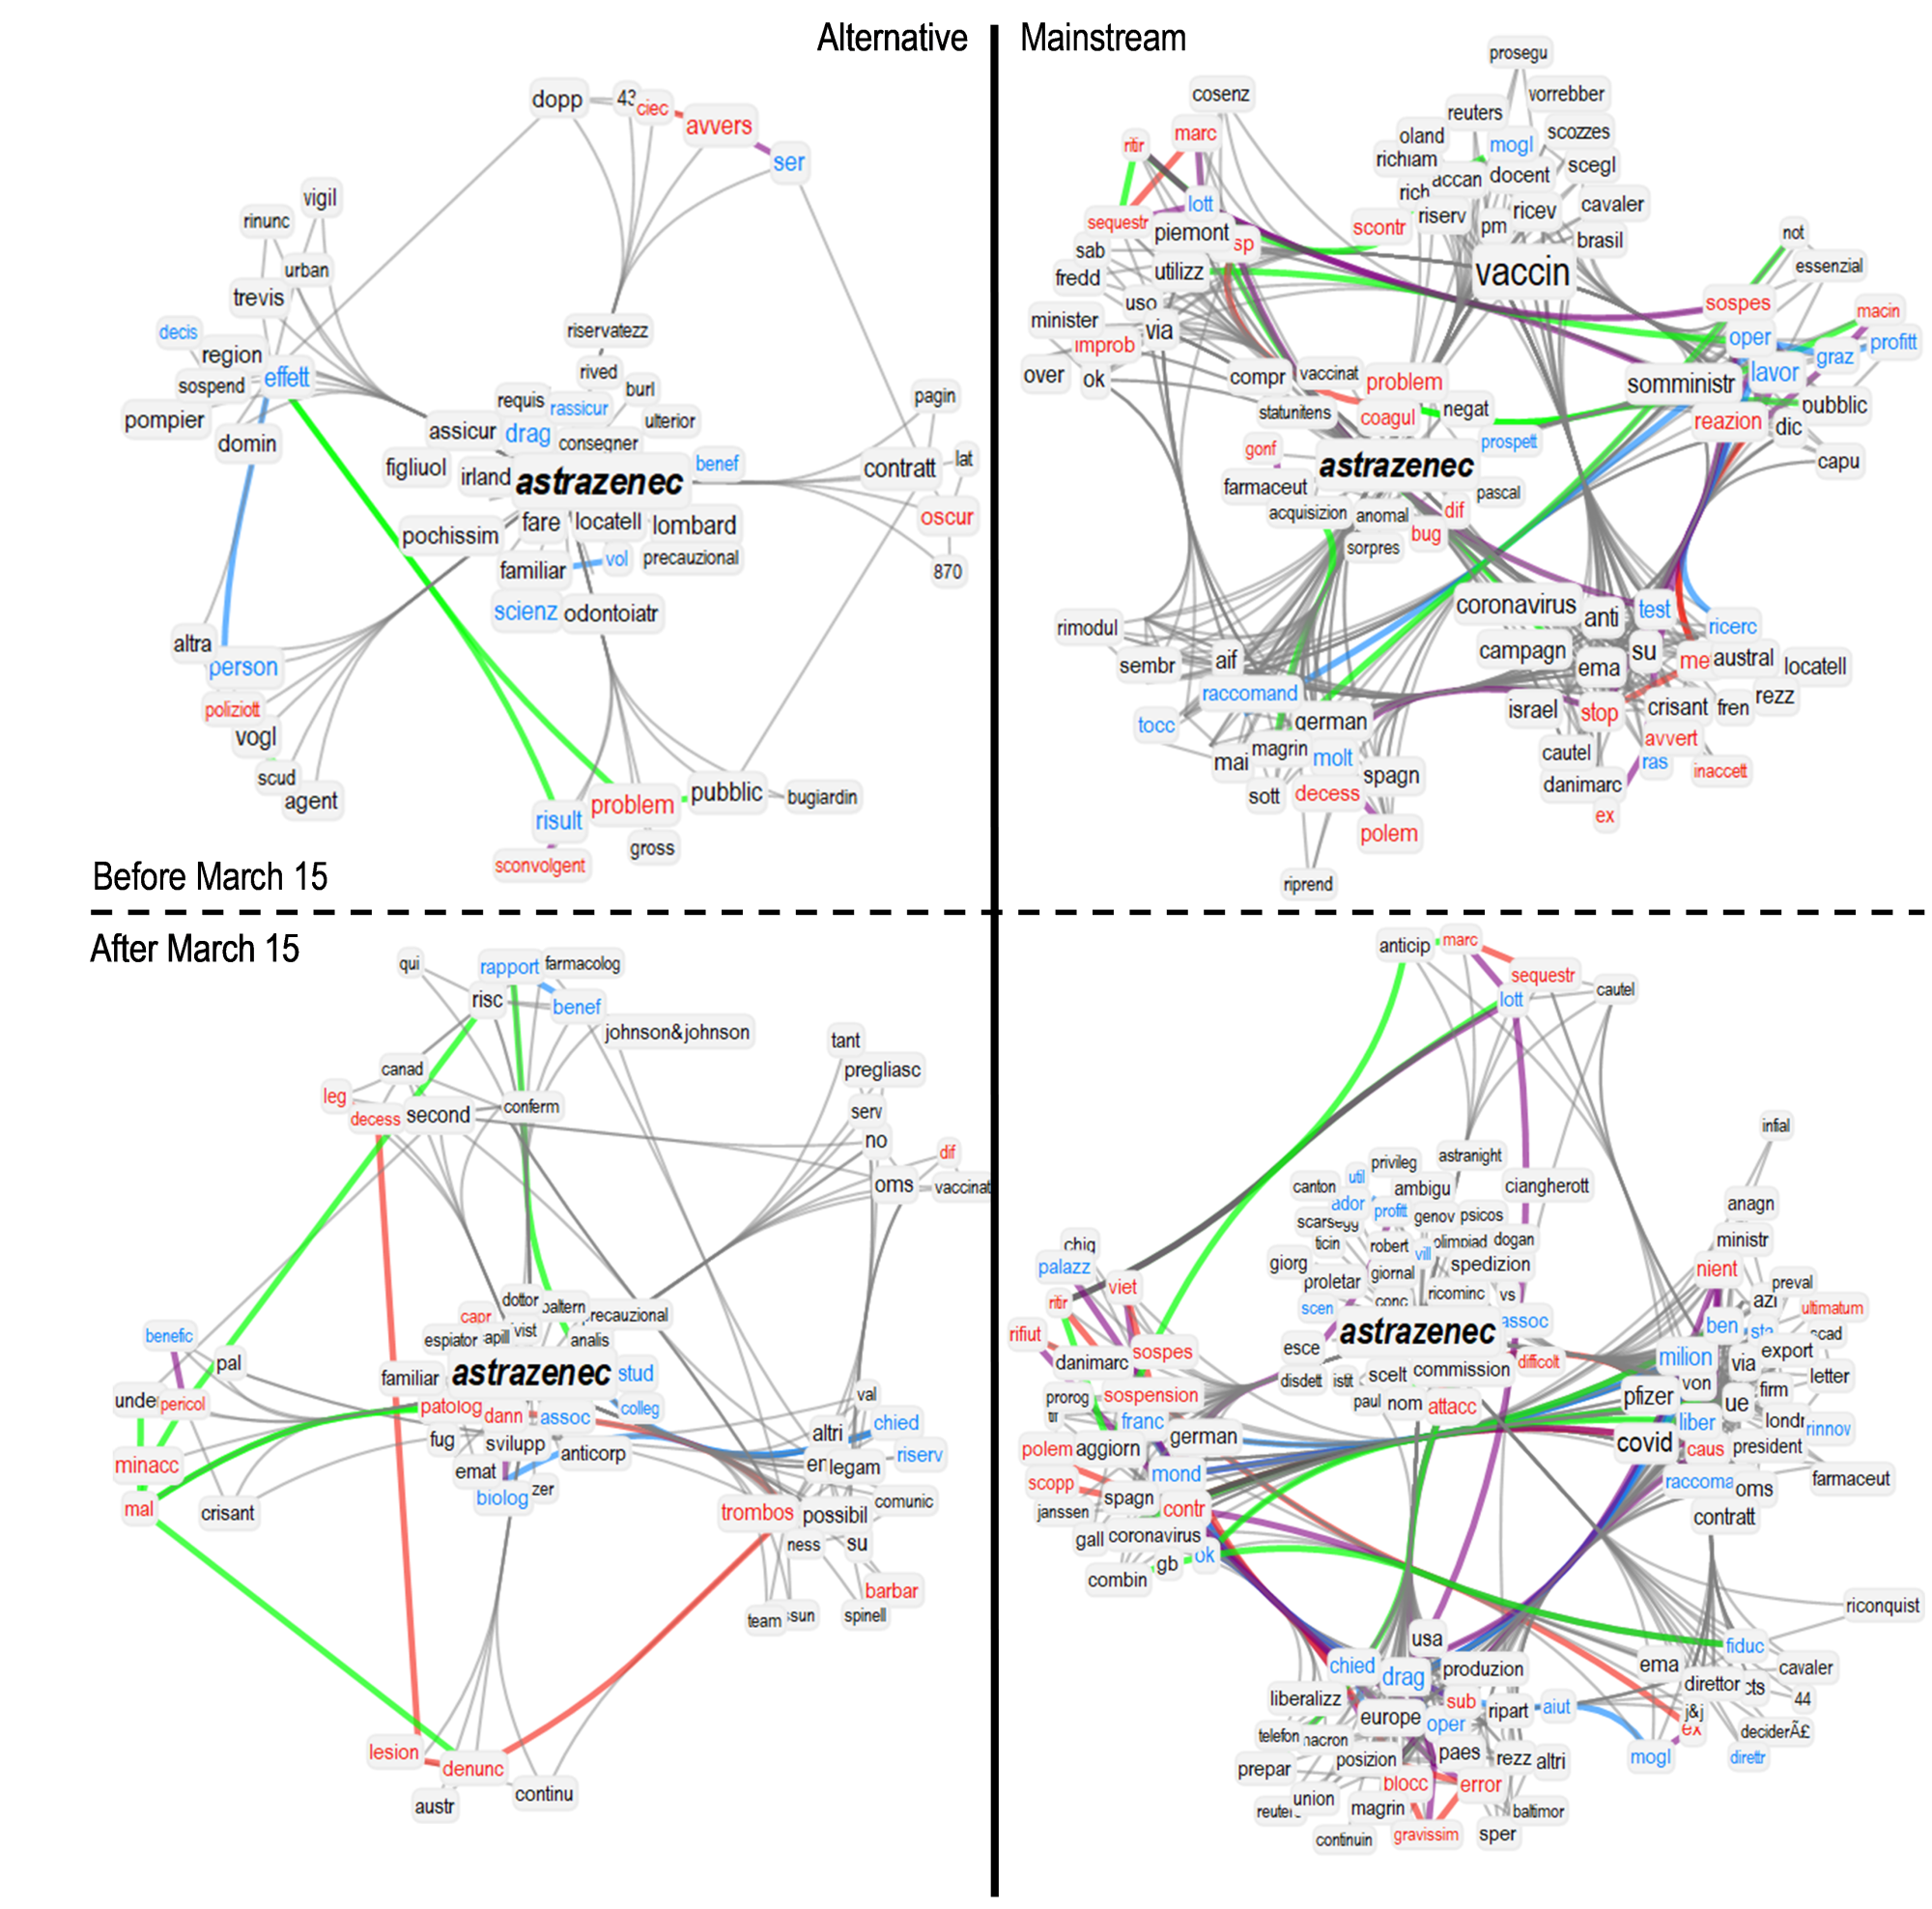 Alternative
Mainstream
dopp
43
ciec
avvers
ser
vigil
rinunc
urban
trevis
decis
region
effett
sospend
pompier
domin
riservatezz
rived
burl
requis
rassicur
ulterior
assicur
drag
consegner
figliuol
irland
astrazenec
benef
pagin
contratt
lat
oscur
870
pochissim
fare
locatell
lombard
familiar
vol
precauzional
scienz
odontoiatr
altra
person
poliziott
vogl
scud
agent
risult
problem
pubblic
bugiardin
sconvolgent
gross
Before March 15
prosegu
cosenz
reuters
vorrebber
ritir
marc
oland
mogl
scozzes
richiam
accan
docent
scegl
rich
lott
sequestr
piemont
sp
scontr
riserv
pm
ricev
cavaler
brasil
sab
fredd
utilizz
vaccin
not
essenzial
uso
minister
via
improb
over
ok
sospes
macin
oper
graz
profitt
lavor
somministr
pubblic
reazion
dic
capu
compr
vaccinat
problem
statunitens
coagul
negat
prospett
gonf
astrazenec
farmaceut
pascal
acquisizion
anomal
dif
bug
sorpres
rimodul
sembr
aif
raccomand
tocc
german
magrin
mai
molt
spagn
sott
decess
polem
riprend
coronavirus
anti
test
ricerc
campagn
su
ema
me
austral
locatell
israel
stop
crisant
fren
rezz
cautel
avvert
ras
inaccett
danimarc
ex
After March 15
qui
rapport
farmacolog
risc
benef
johnson&johnson
canad
leg
decess
second
conferm
tant
pregliasc
serv
no
dif
oms
vaccinat
benefic
pal
unde
pericol
minacc
mal
crisant
dottor
paltern
precauzional
capr
espiator
apill
vist
analis
familiar
astrazenec
stud
patolog
dann
assoc
colleg
fug
svilupp
anticorp
emat
biolog
zer
val
altri
chied
er
legam
riserv
trombos
possibil
comunic
ness
su
barbar
team
sun
spinell
lesion
denunc
austr
continu
anticip
marc
sequestr
lott
cautel
infial
anagn
ministr
nient
preval
azi
ultimatum
ben
sta
scad
milion
via
export
von
firm
letter
pfizer
ue
liber
londr
rinnov
covid
caus
president
raccoma
oms
farmaceut
contratt
privileg
astranight
canton
util
ambigu
ciangherott
ador
profitt
scarsegg
genov
psicos
ticin
robert
vill
olimpiad
dogan
giorg
proletar
giornal
spedizion
scen
conc
ricominc
vs
esce
astrazenec
assoc
disdett
istit
scelt
commission
difficolt
paul
nom
attacc
chig
palazz
viet
ritir
rifiut
danimarc
sospes
prorog
sospension
tir
franc
polem
aggiorn
german
scopp
mond
janssen
spagn
contr
gall
coronavirus
combin
gb
ok
usa
chied
drag
produzion
liberalizz
sub
ripart
aiut
europe
oper
telefon
macron
posizion
paes
rezz
altri
prepar
blocc
error
union
magrin
baltimor
continuin
gravissim
sper
riconquist
fiduc
ema
cavaler
direttor
cts
44
j&j
ex
deciderÃ£
mogl
direttr